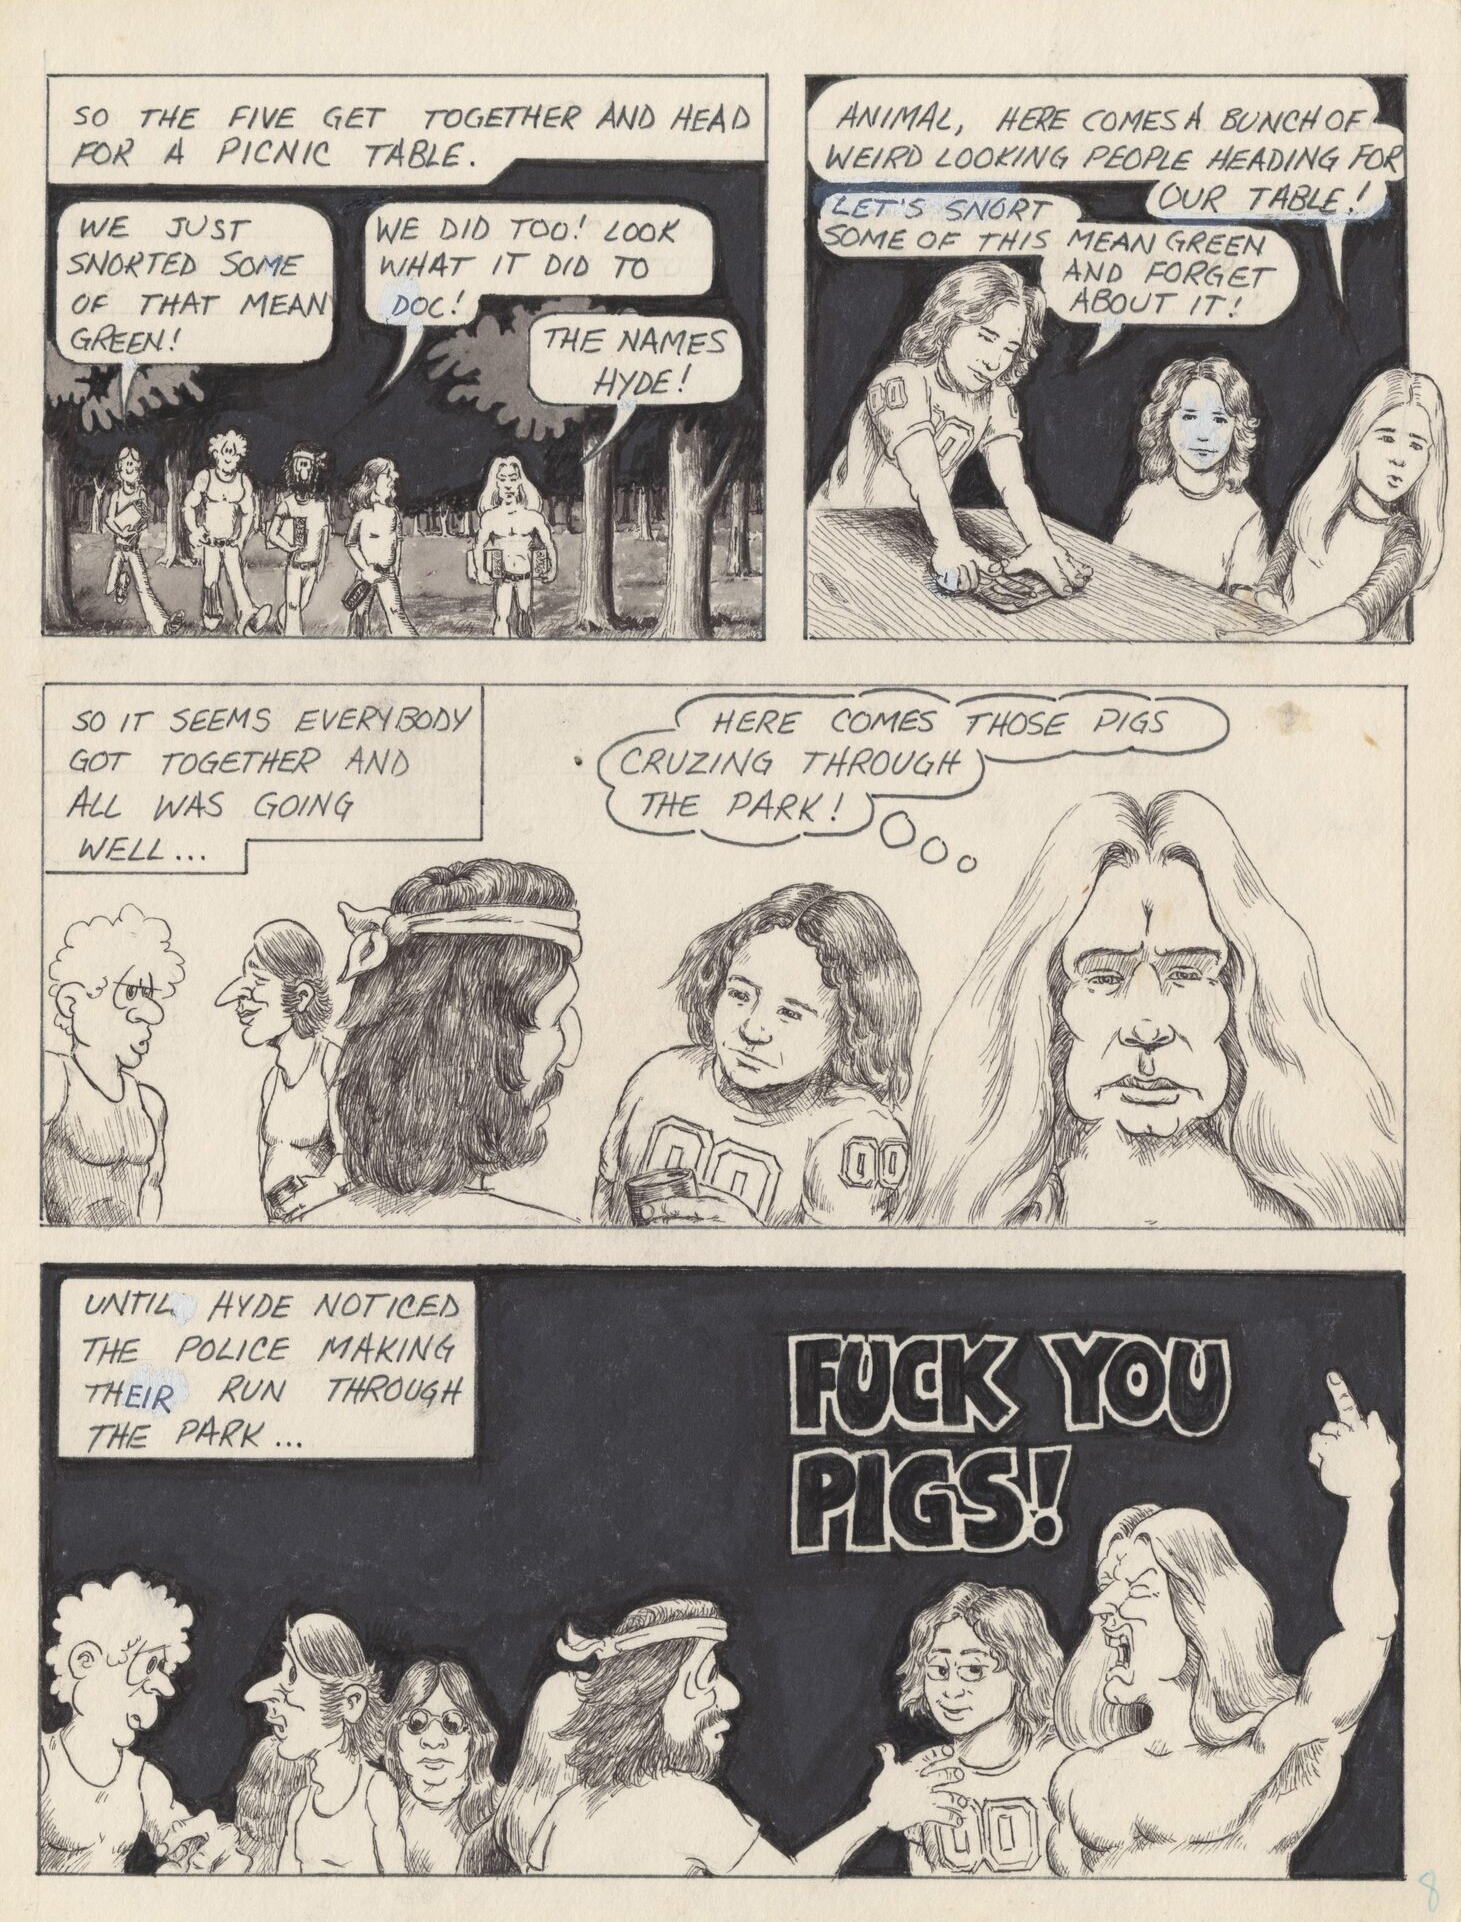 SO THE FIVE GET TOGETHER AND HEAD
FOR A PICNIC TABLE.
WE JUST
SNORTED SOME
OF THAT MEAN
GREEN!
WE DID TOO! LOOK
WHAT IT DID TO
DOC!
THE NAMES
HYDE!
ANIMAL, HERE COMES A BUNCH OF
WEIRD LOOKING PEOPLE HEADING FOR
OUR TABLE!
LET'S SNORT
SOME OF THIS MEAN GREEN
AND FORGET
ABOUT IT!
00
0
SO IT SEEMS EVERYBODY
GOT TOGETHER AND
ALL WAS GOING
WELL...
HERE COMES THOSE PIGS
CRUZING THROUGH
THE PARK!
00
00
UNTIL HYDE NOTICED
THE POLICE MAKING
THEIR RUN THROUGH
THE PARK...
FUCK YOU
PIGS!
00
8